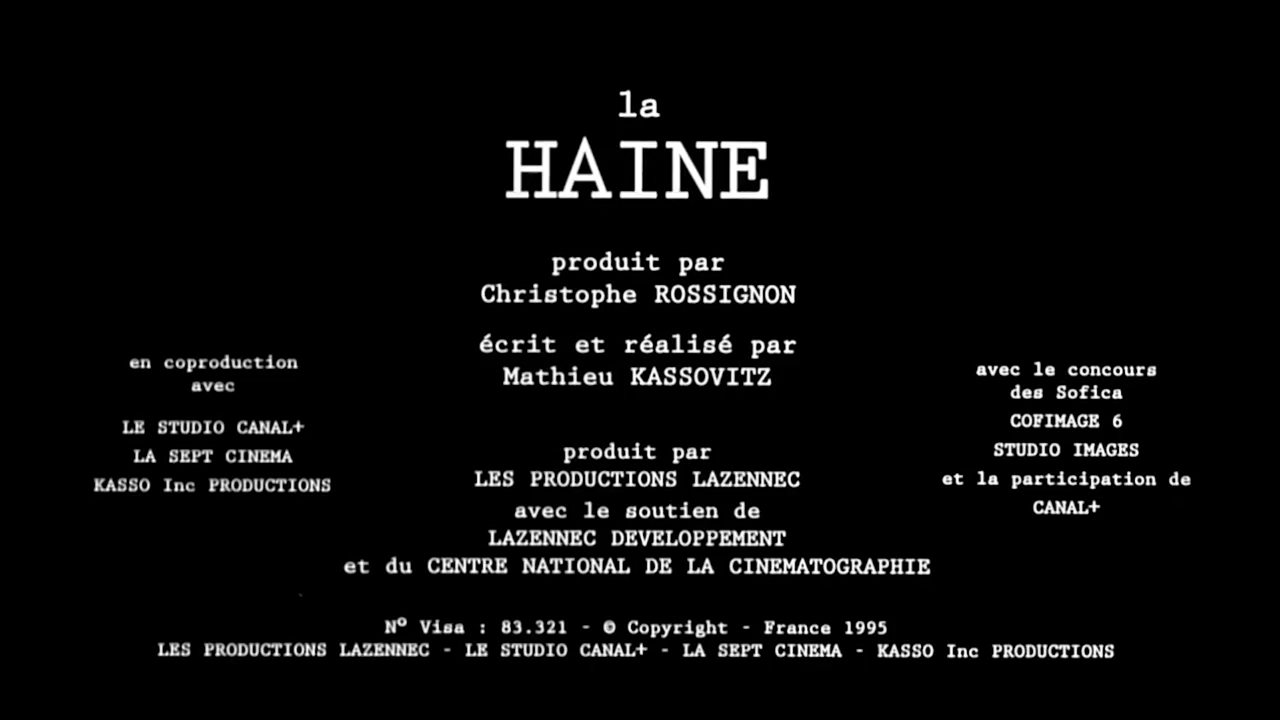 la
HAINE
produit par
Christophe ROSSIGNON
écrit et réalisé par
Mathieu KASSOVITZ
en coproduction
avec
LE STUDIO CANAL+
LA SEPT CINEMA
KASSO Inc PRODUCTIONS
produit par
LES PRODUCTIONS LAZENNEC
avec le soutien de
LAZENNEC DEVELOPPEMENT
et du CENTRE NATIONAL DE LA CINEMATOGRAPHIE
avec le concours
des Sofica
COFIMAGE 6
STUDIO IMAGES
et la participation de
CANAL+
Nº Visa : 83.321 - © Copyright - France 1995
LES PRODUCTIONS LAZENNEC - LE STUDIO CANAL+ - LA SEPT CINEMA - KASSO Inc PRODUCTIONS